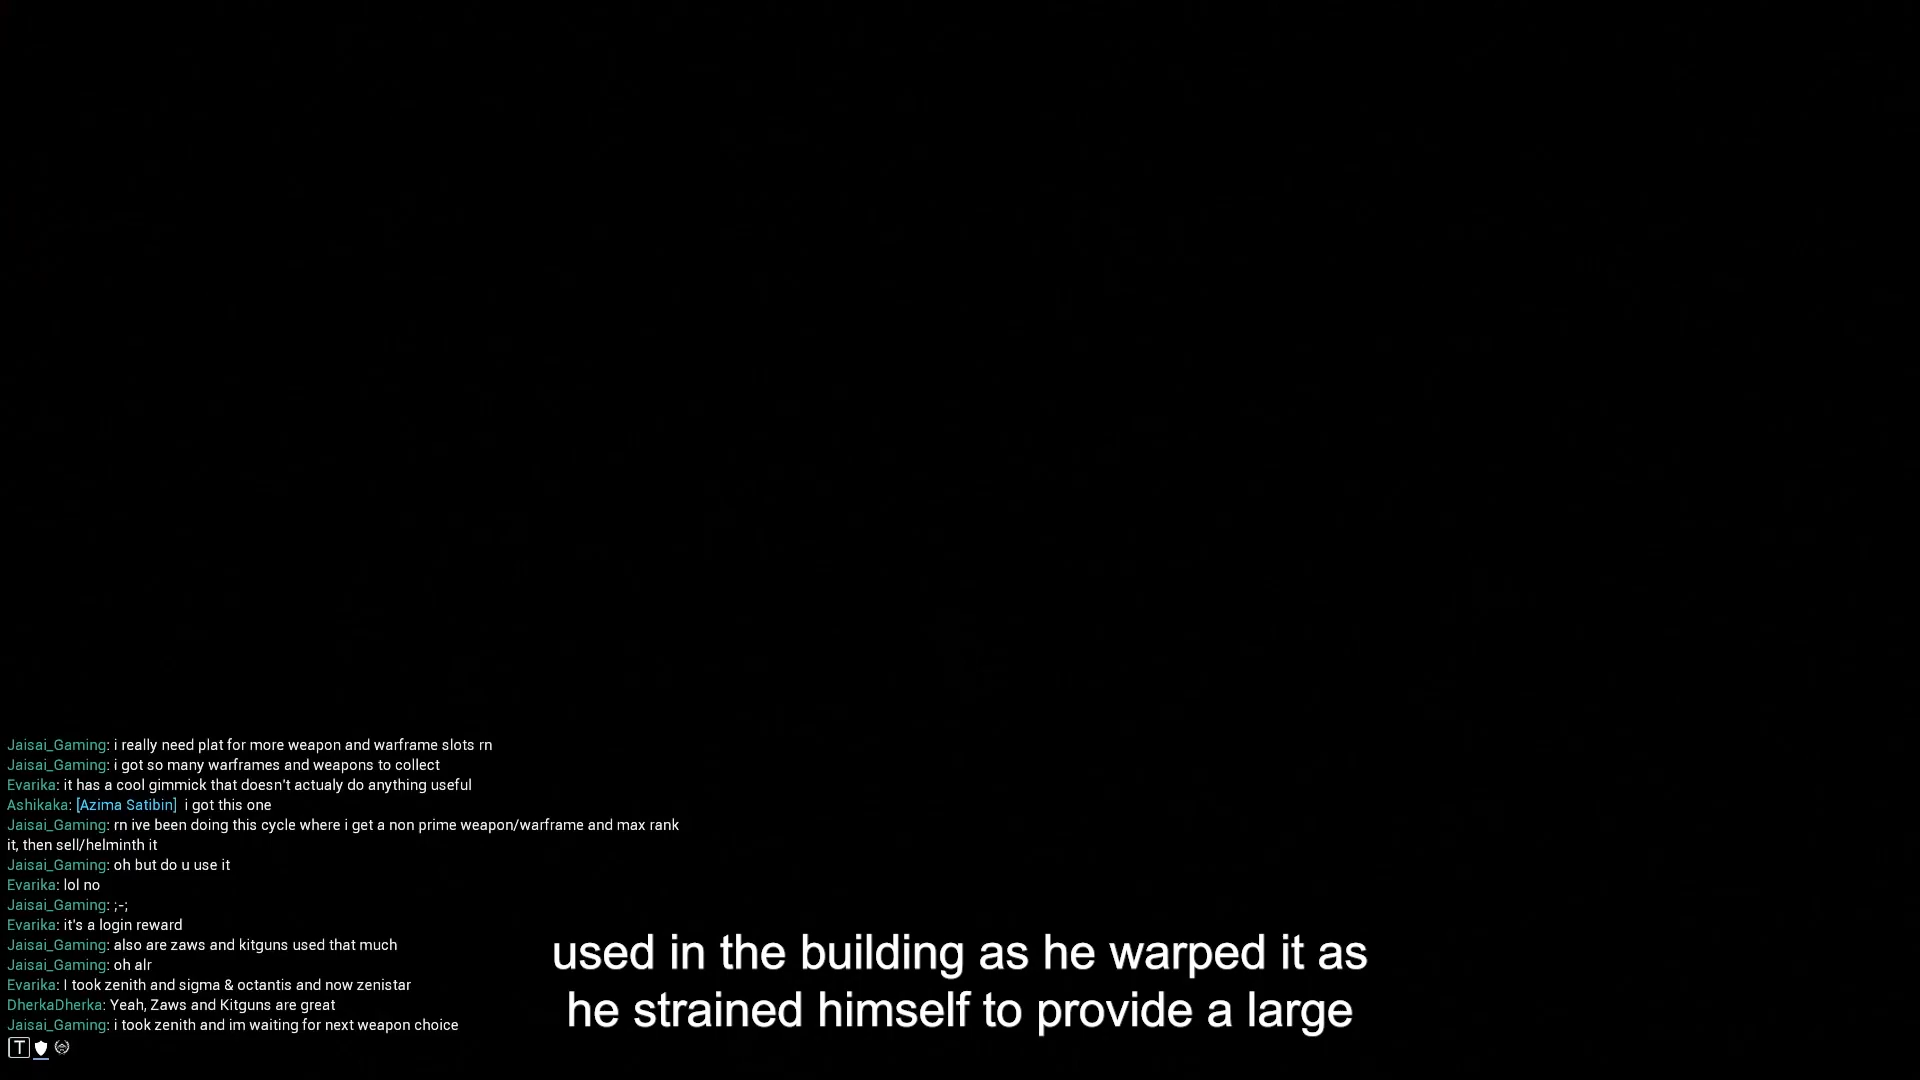 Jaisai_Gaming: i really need plat for more weapon and warframe slots rn
Jaisai_Gaming: i got so many warframes and weapons to collect
Evarika: it has a cool gimmick that doesn't actualy do anything useful
Ashikaka: [Azima Satibin] i got this one
Jaisai_Gaming: rn ive been doing this cycle where i get a non prime weapon/warframe and max rank
it, then sell/helminth it
Jaisai_Gaming: oh but do u use it
Evarika: lol no
Jaisai_Gaming: ;-;
Evarika: it's a login reward
Jaisai_Gaming: also are zaws and kitguns used that much
Jaisai_Gaming: oh alr
Evarika: I took zenith and sigma & octantis and now zenistar
DherkaDherka: Yeah, Zaws and Kitguns are great
Jaisai_Gaming: i took zenith and im waiting for next weapon choice
T
used in the building as he warped it as
he strained himself to provide a large